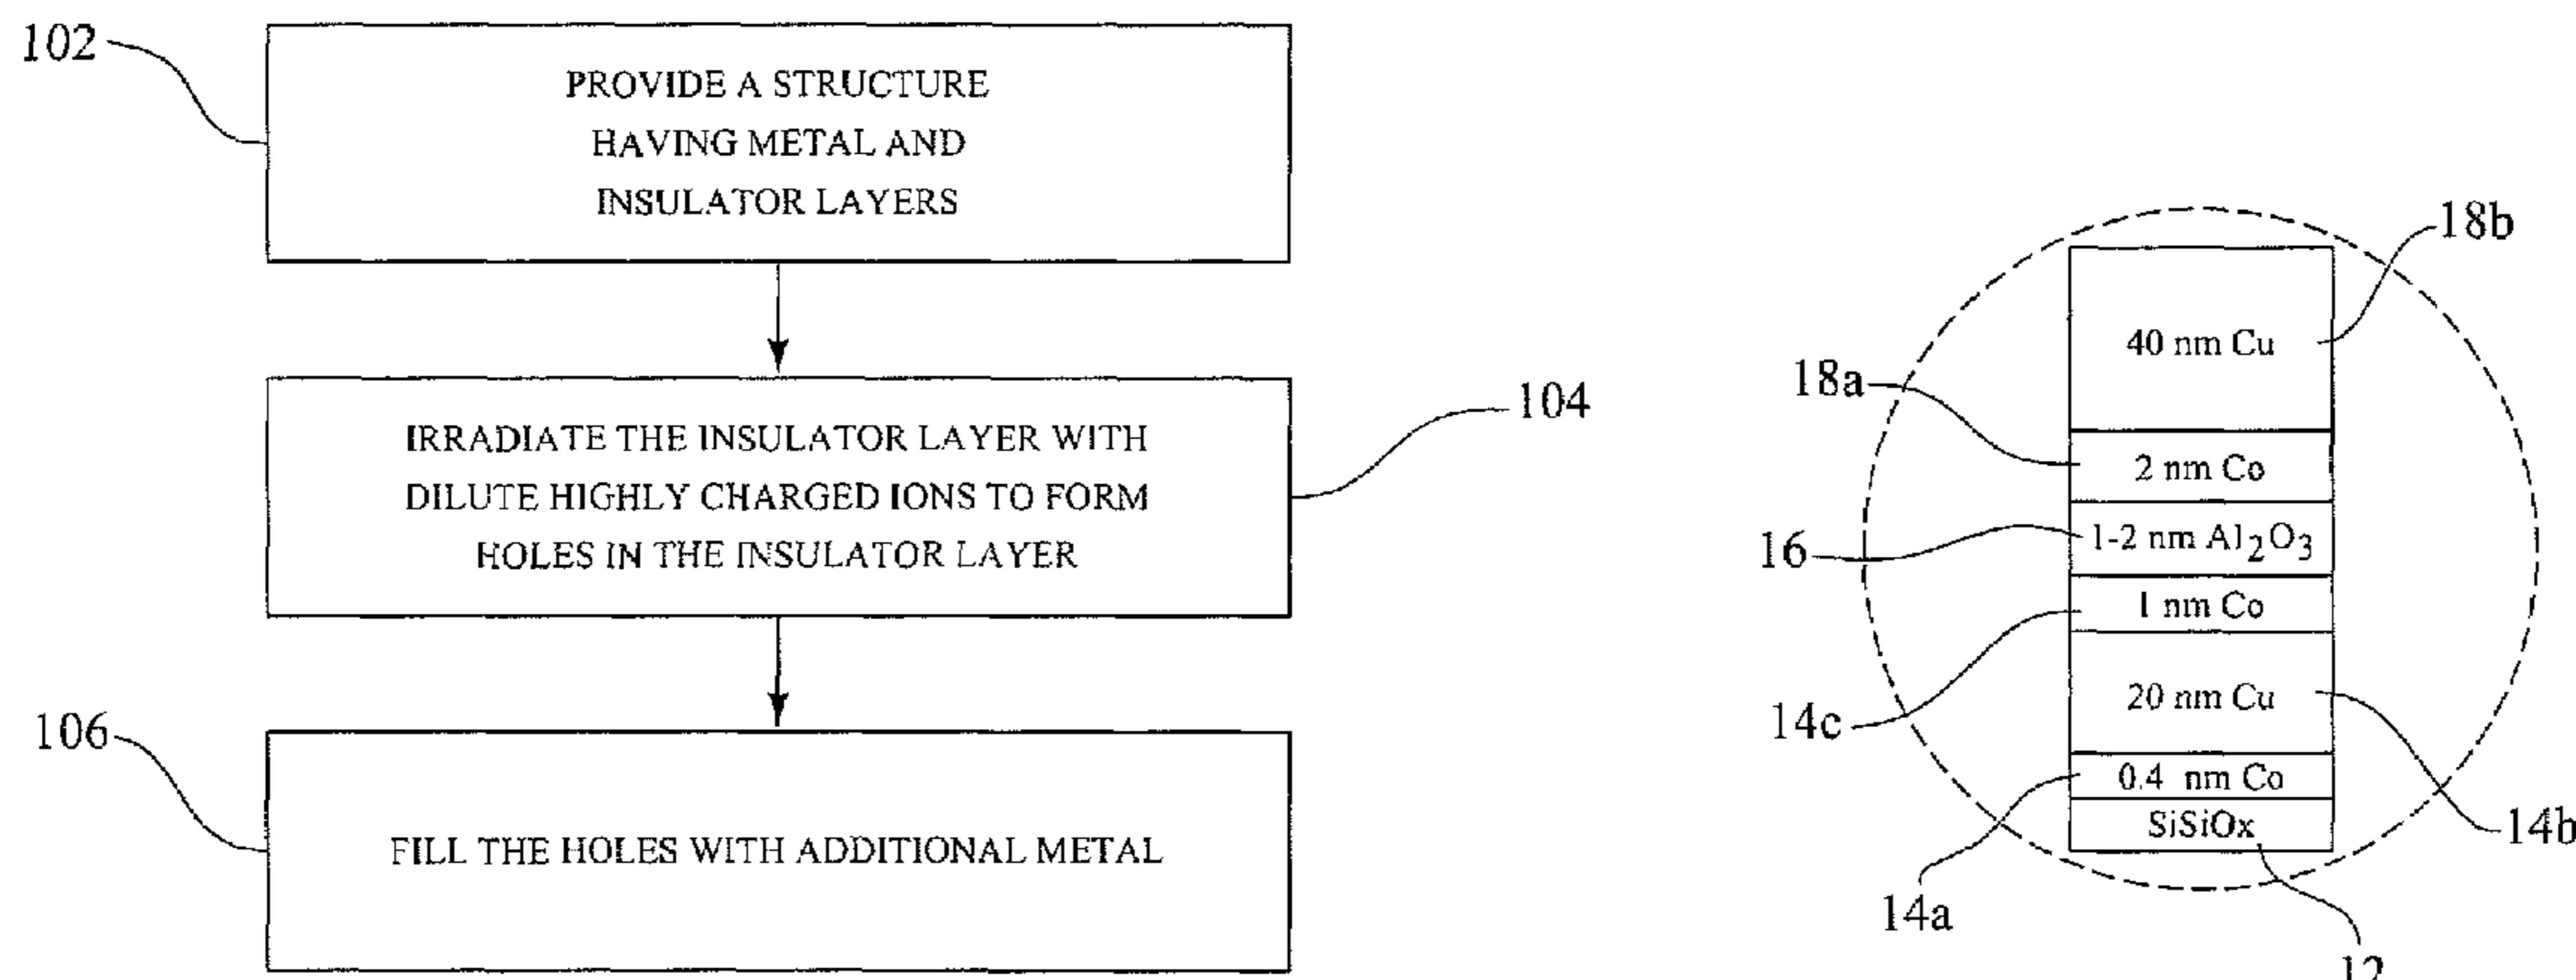 102
PROVIDE A STRUCTURE
HAVING METAL AND
INSULATOR LAYERS
IRRADIATE THE INSULATOR LAYER WITH
DILUTE HIGHLY CHARGED IONS TO FORM
HOLES IN THE INSULATOR LAYER
104
106
FILL THE HOLES WITH ADDITIONAL METAL
18b
40 nm Cu
18a
2 nm Co
16
1-2 nm Al₂O₃
1 nm Co
14c
20 nm Cu
0.4 nm Co
SiSiOx
14b
14a
12